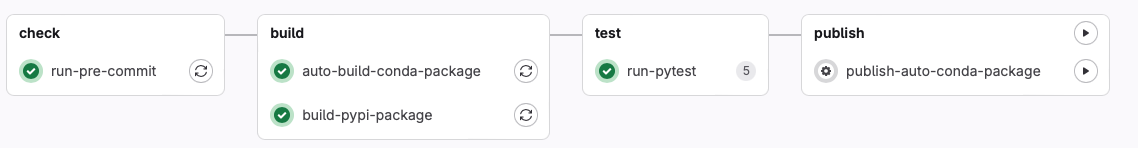 check
run-pre-commit
build
auto-build-conda-package
build-pypi-package
test
run-pytest 5
publish
publish-auto-conda-package